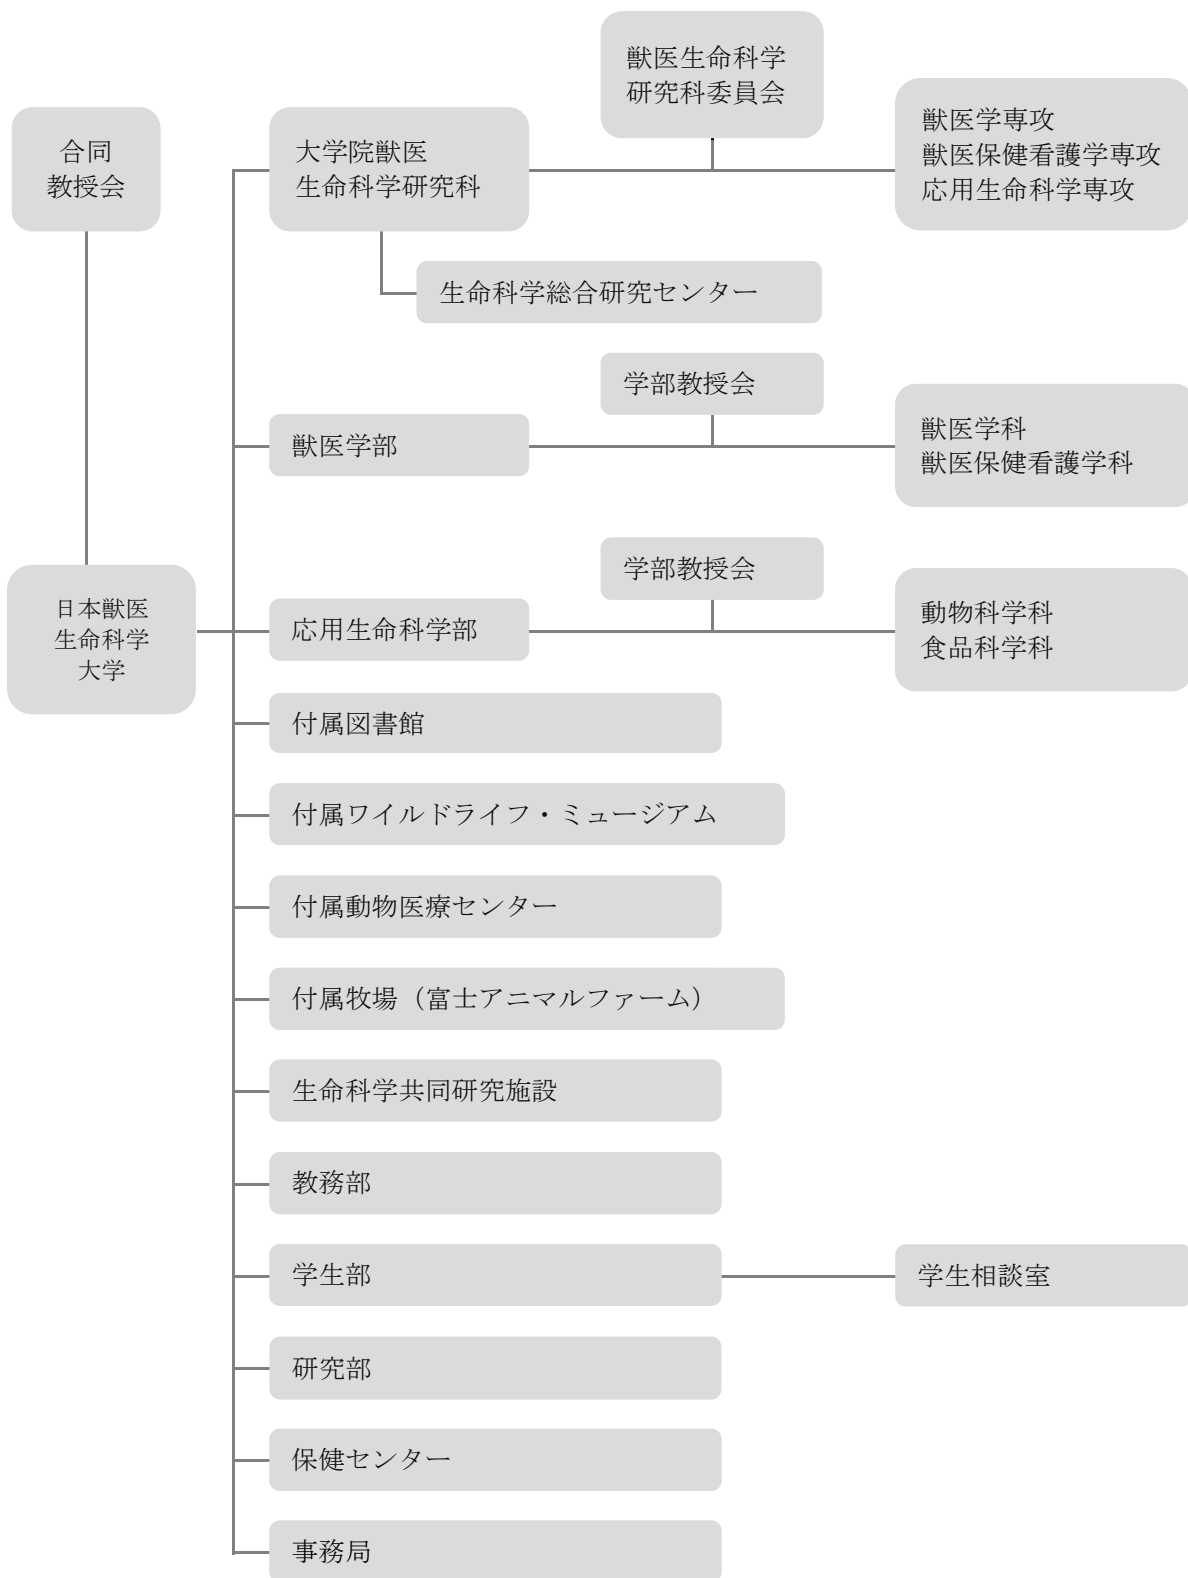 獣医生命科学
研究科委員会
合同
教授会
大学院獣医
生命科学研究科
獣医学専攻
獣医保健看護学専攻
応用生命科学専攻
生命科学総合研究センター
学部教授会
獣医学部
獣医学科
獣医保健看護学科
学部教授会
日本獣医
生命科学
大学
応用生命科学部
動物科学科
食品科学科
付属図書館
付属ワイルドライフ・ミュージアム
付属動物医療センター
付属牧場（富士アニマルファーム）
生命科学共同研究施設
教務部
学生部
学生相談室
研究部
保健センター
事務局